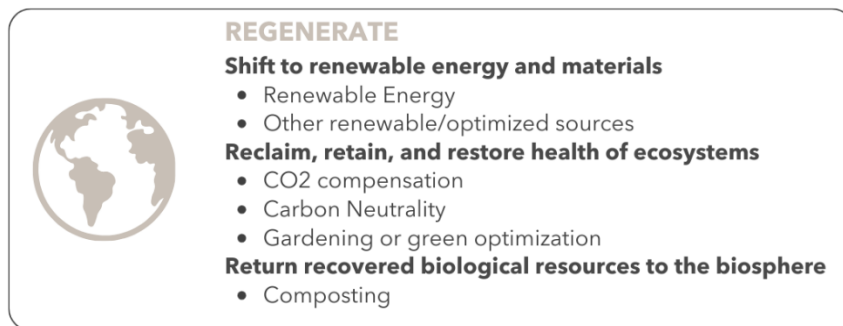 REGENERATE
Shift to renewable energy and materials
• Renewable Energy
• Other renewable/optimized sources
Reclaim, retain, and restore health of ecosystems
• CO2 compensation
• Carbon Neutrality
• Gardening or green optimization
Return recovered biological resources to the biosphere
• Composting